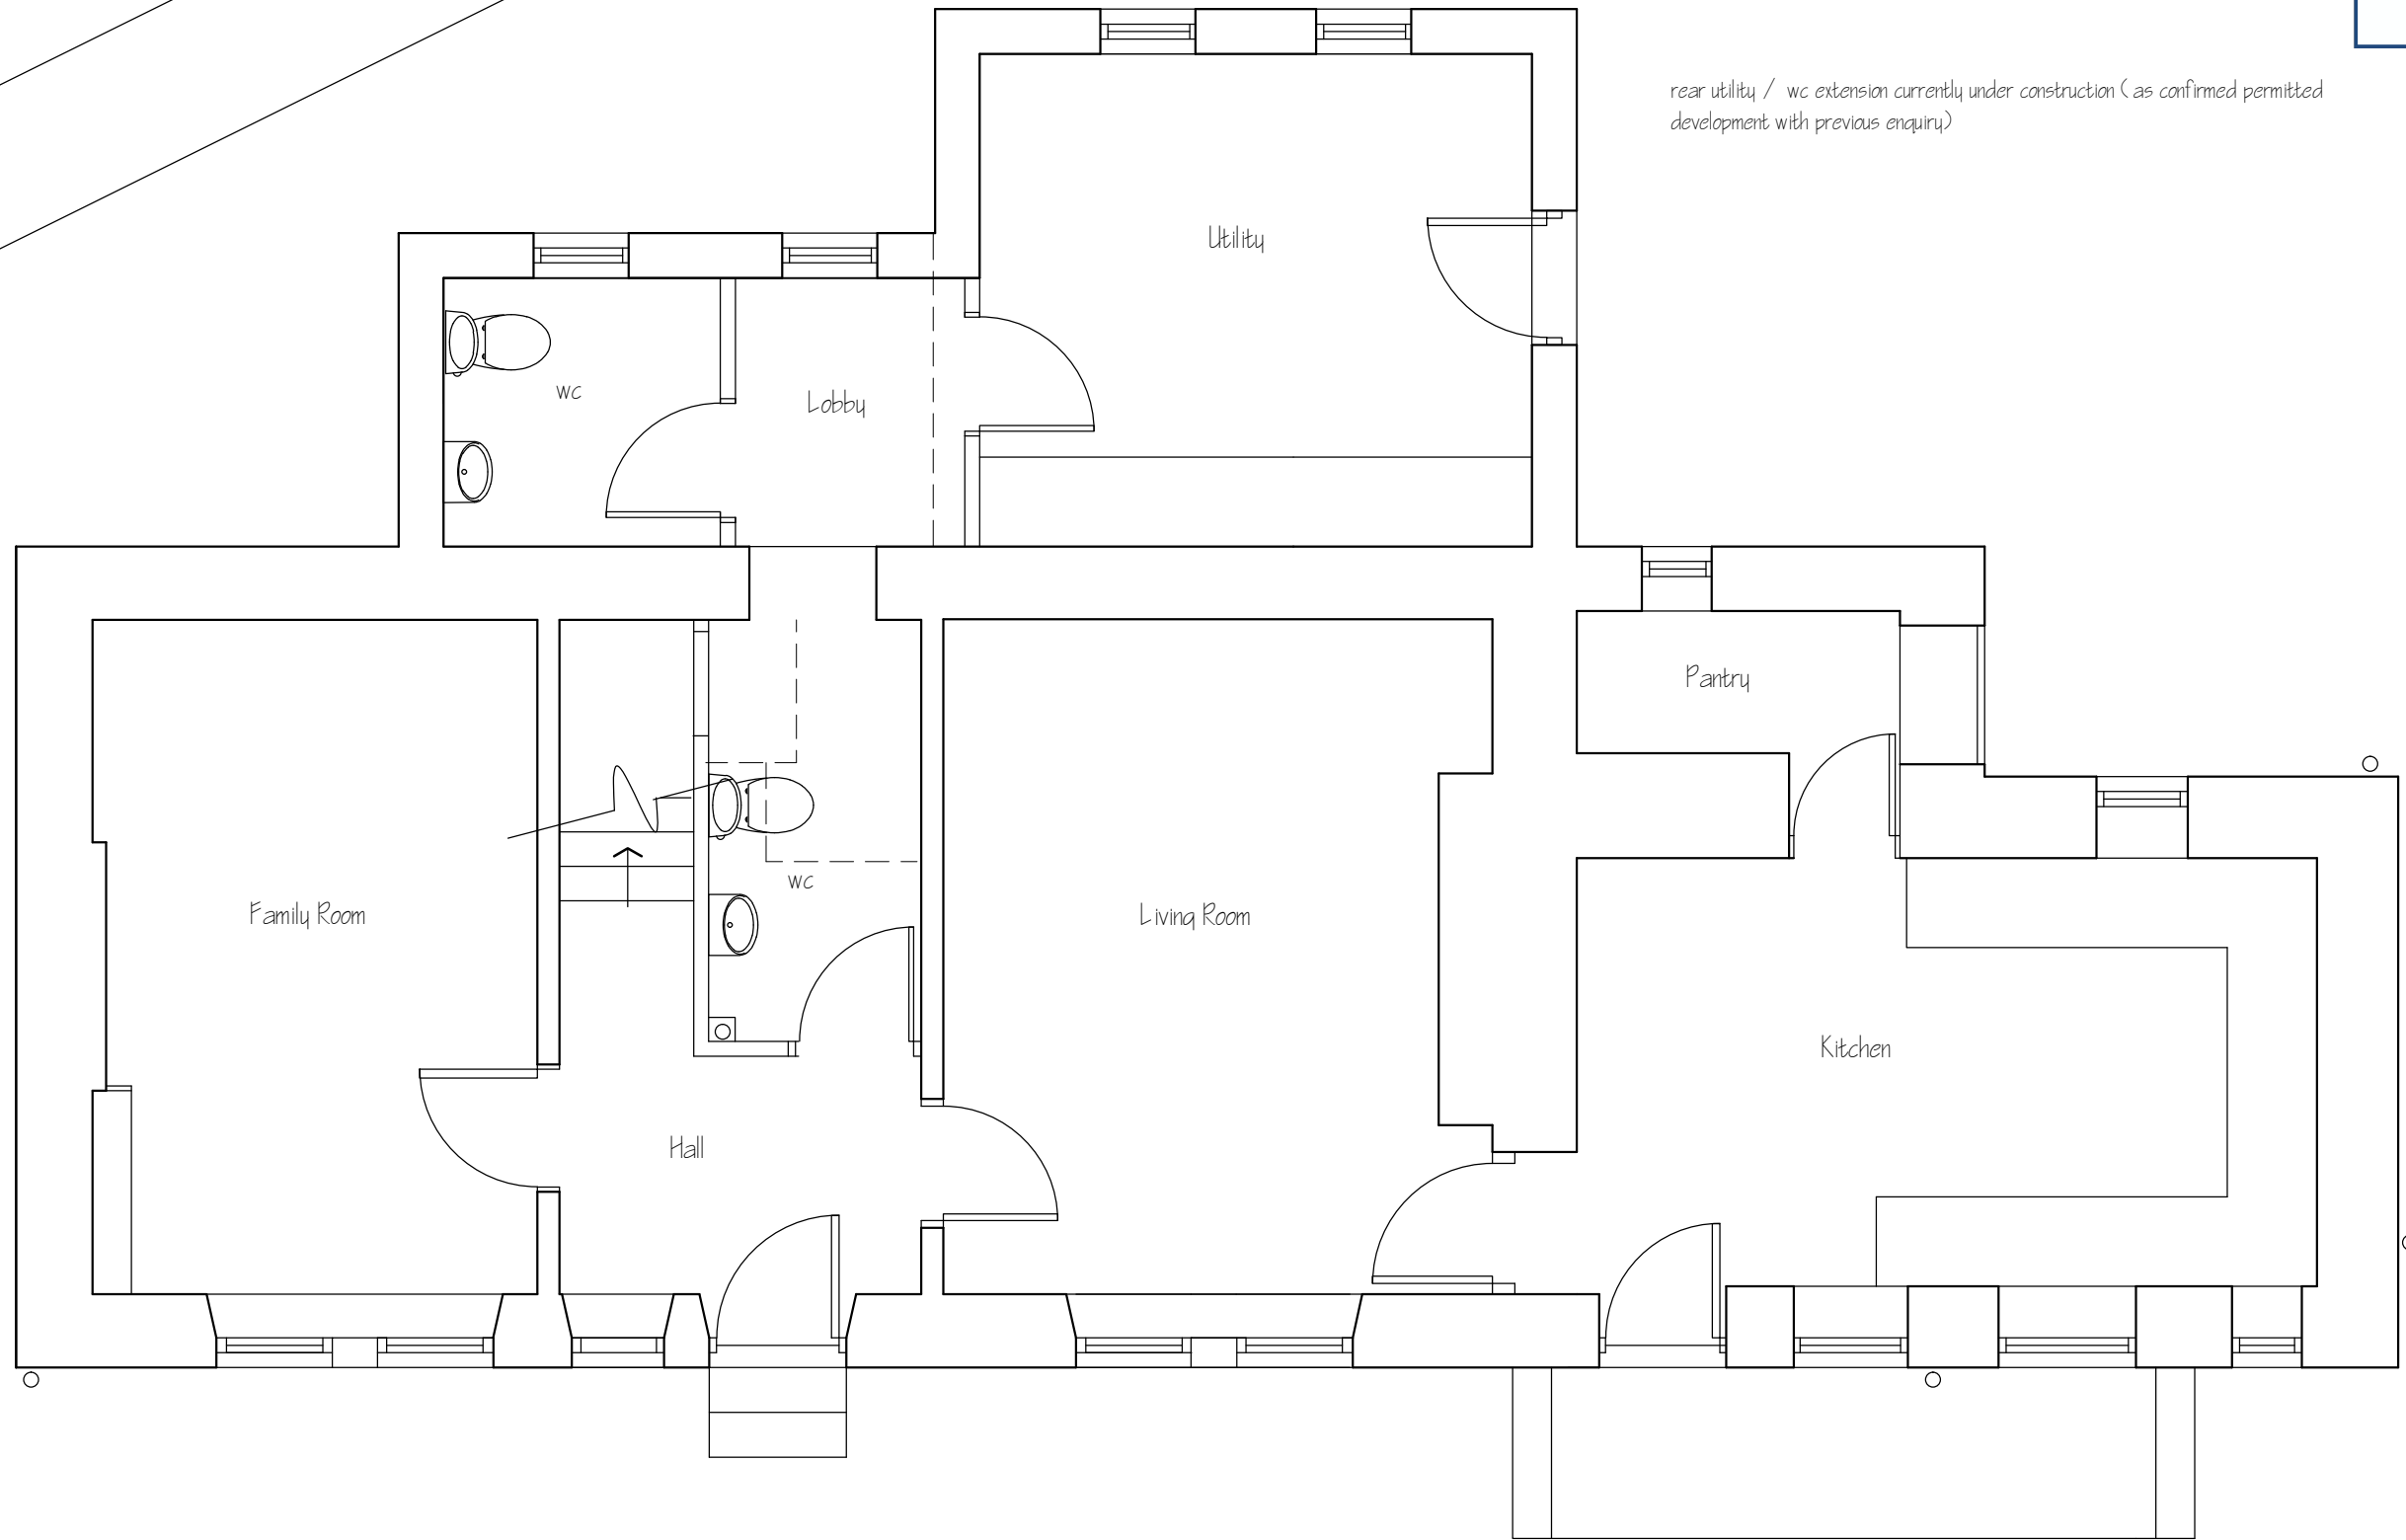 rear utility / wc extension currently under construction (as confirmed permitted
development with previous enquiry)
Utility
wc
Lobby
Pantry
wc
Family Room
Living Room
Kitchen
Hall